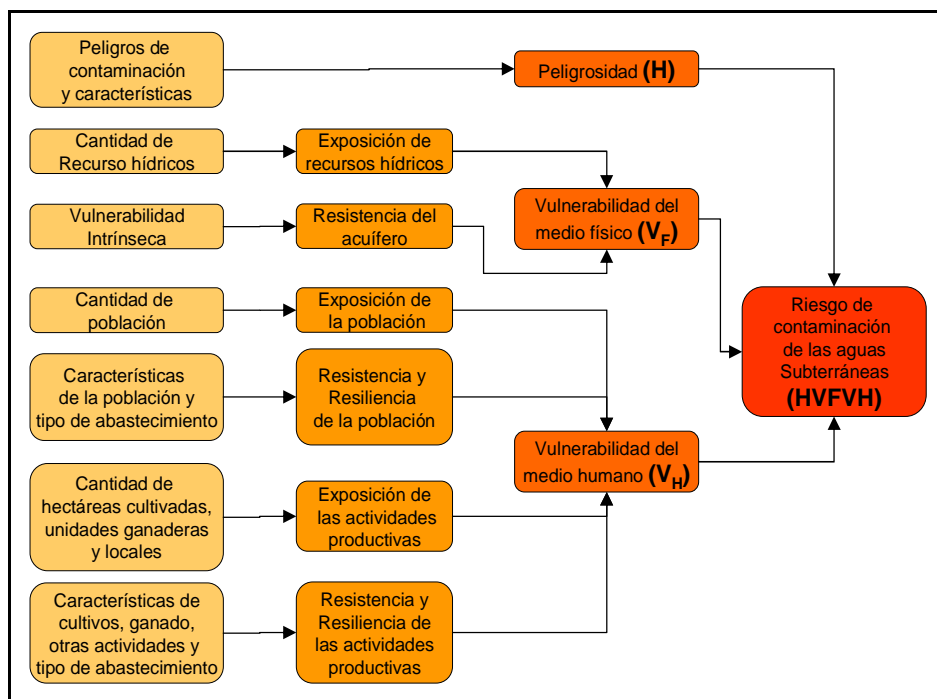 Peligros de
contaminación
y características
Peligrosidad (H)
Cantidad de
Recurso hídricos
Exposición de
recursos hídricos
Vulnerabilidad
Intrínseca
Resistencia del
acuífero
Vulnerabilidad del
medio físico (VF)
Cantidad de
población
Exposición de
la población
Características
de la población y
tipo de abastecimiento
Resistencia y
Resiliencia
de la población
Cantidad de
hectáreas cultivadas,
unidades ganaderas
y locales
Exposición de
las actividades
productivas
Características de
cultivos, ganado,
otras actividades y
tipo de abastecimiento
Resistencia y
Resiliencia de
las actividades
productivas
Vulnerabilidad del
medio humano (VH)
Riesgo de
contaminación
de las aguas
Subterráneas
(HVFVH)